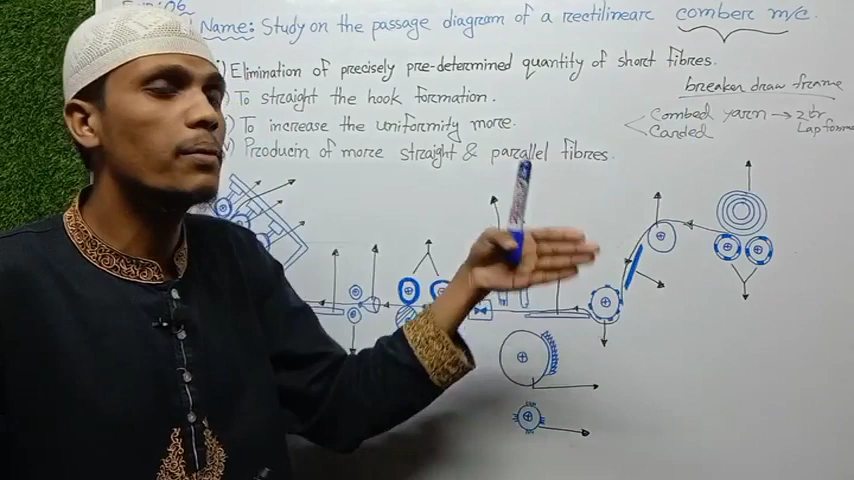 Name: Study on the passage diagram of a rectilinear comber m/c.
i) Elimination of precisely pre-determined quantity of short fibres.
To straight the hook formation.
To increase the uniformity more.
Producin of more straight & parallel fibres.
breaker draw frame
Combed yarn →
Carded
Lap